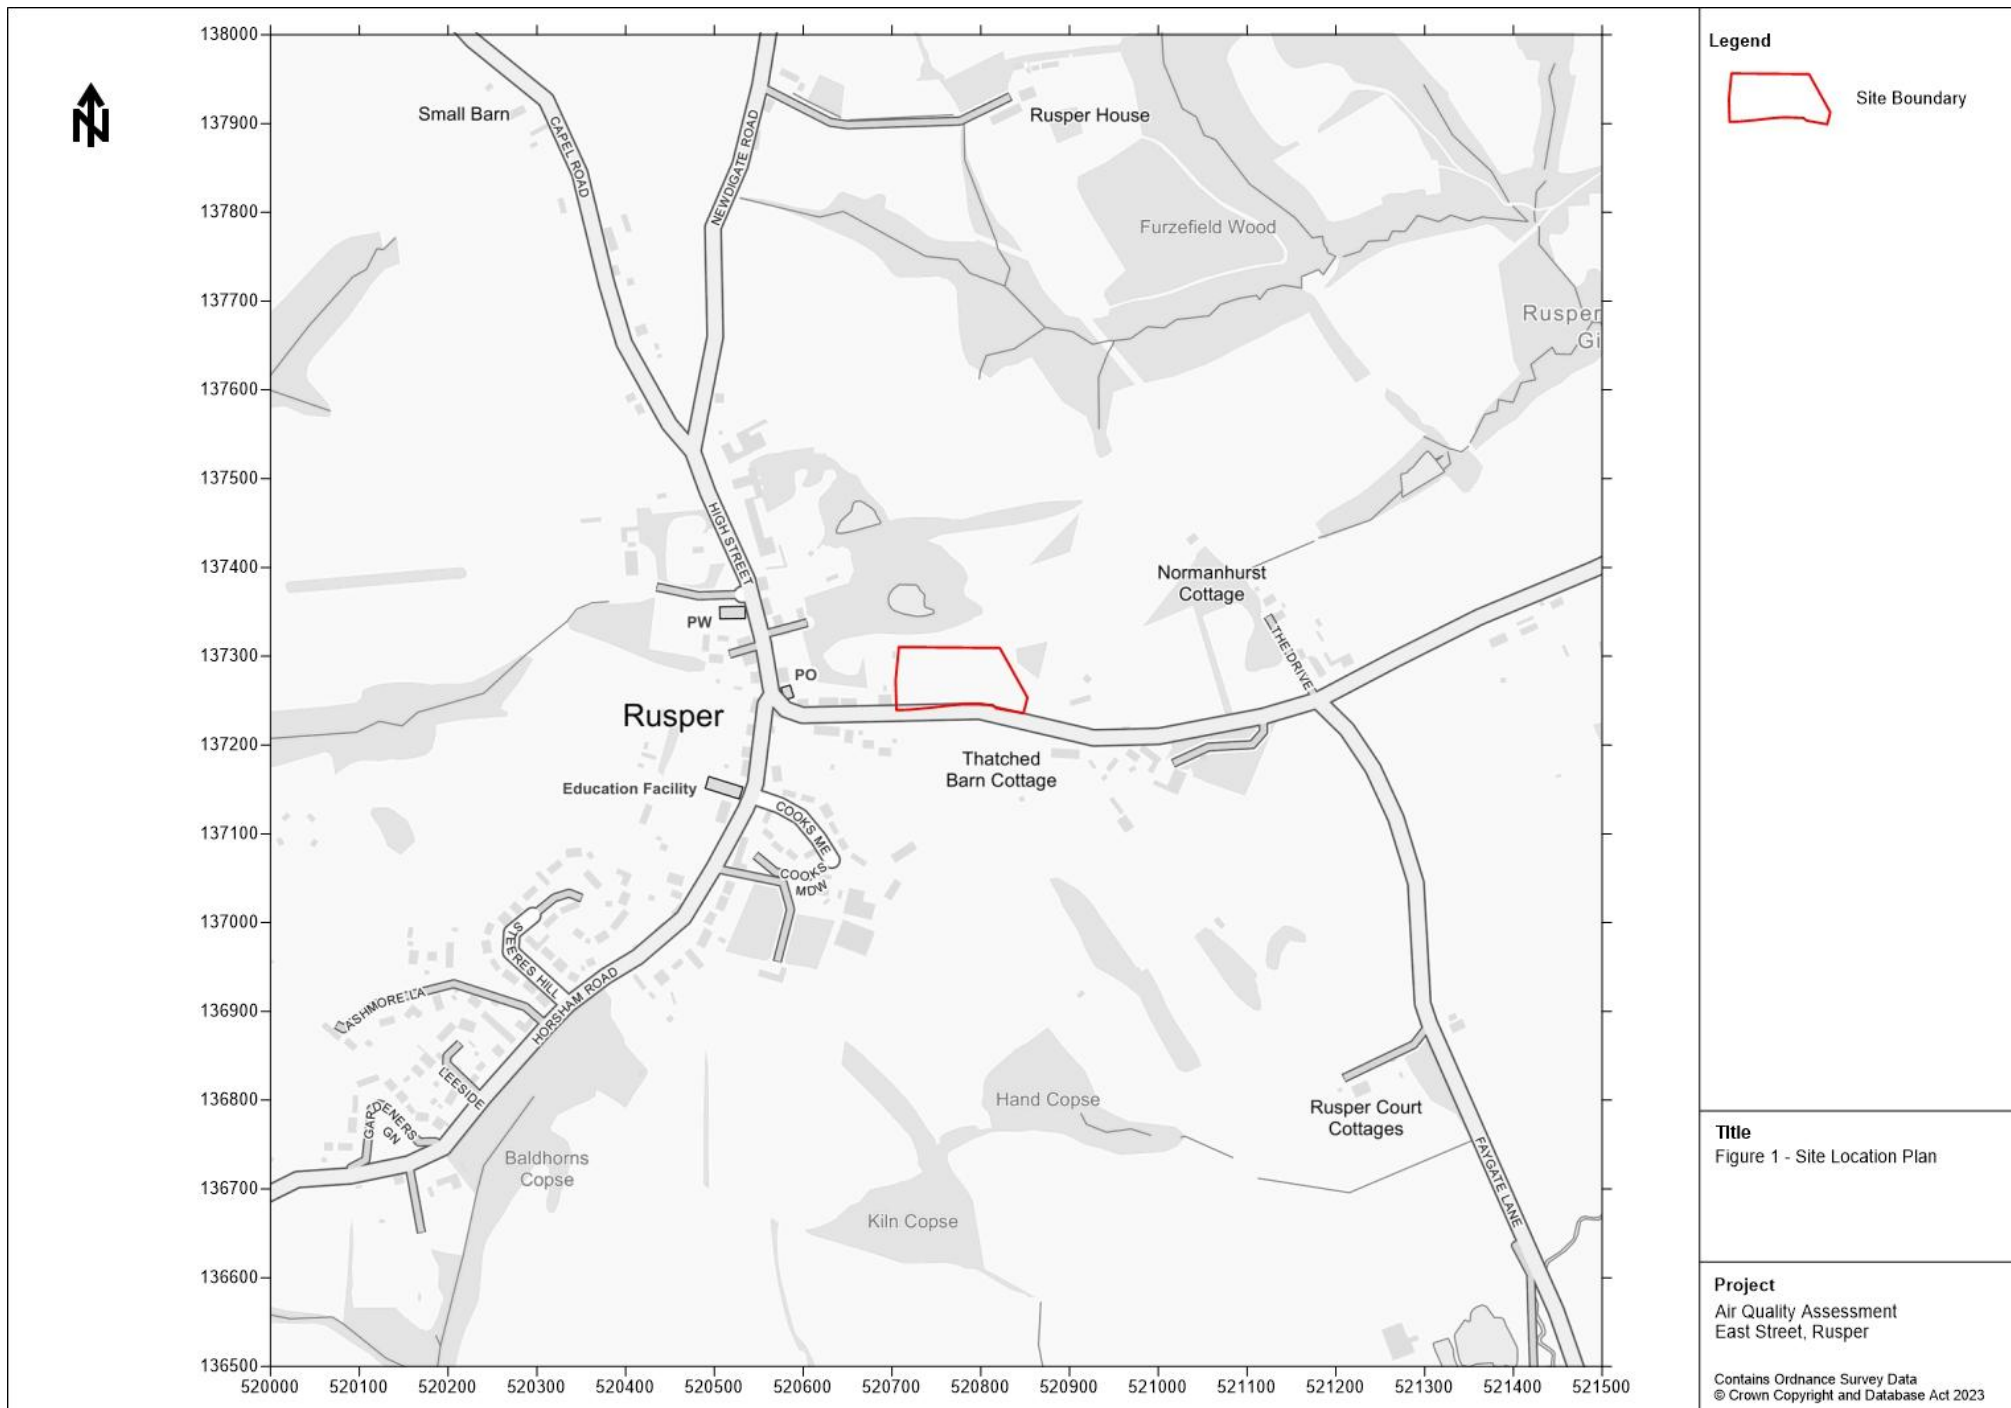 N
138000
137900
137800
137700
137600
137500
137400
137300
137200
137100
137000
136900
136800
136700
136600
136500
520000 520100 520200 520300 520400 520500 520600 520700 520800 520900 521000 521100 521200 521300 521400 521500
Small Barn
CAPEL ROAD
NEWDIGATE ROAD
Rusper House
Furzefield Wood
Rusper
Gi
HIGH STREET
Normanhurst
Cottage
PW
THE DRIVE
PO
Rusper
Thatched
Barn Cottage
Education Facility
COOKS ME
COOKS
MDW
STEERES HILL
ASHMORE LA
HORSHAM ROAD
LEESIDE
GARDENERS
GN
Baldhorns
Copse
Hand Copse
Kiln Copse
Rusper Court
Cottages
FAYGATE LANE
Legend
Site Boundary
Title
Figure 1 - Site Location Plan
Project
Air Quality Assessment
East Street, Rusper
Contains Ordnance Survey Data
© Crown Copyright and Database Act 2023